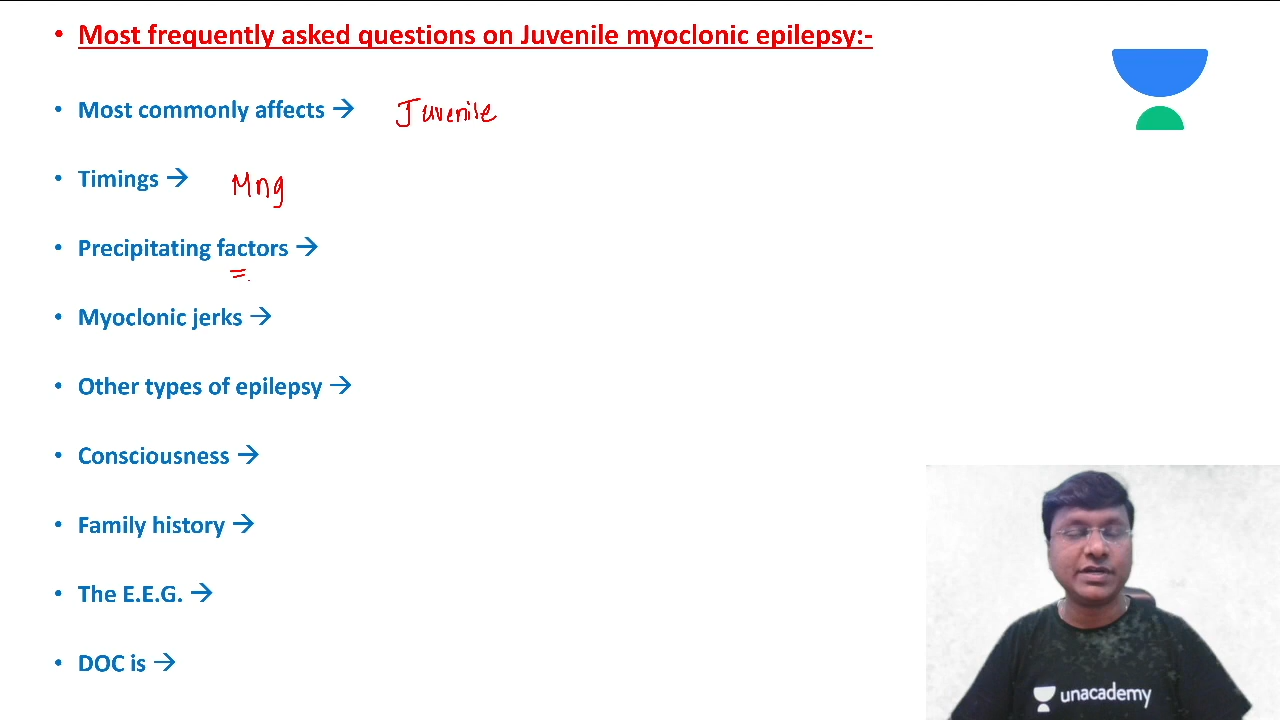 • Most frequently asked questions on Juvenile myoclonic epilepsy:-
• Most commonly affects → Juvenile
• Timings → Mng
• Precipitating factors →
• Myoclonic jerks →
• Other types of epilepsy →
• Consciousness →
• Family history →
• The E.E.G. →
• DOC is →
unacademy